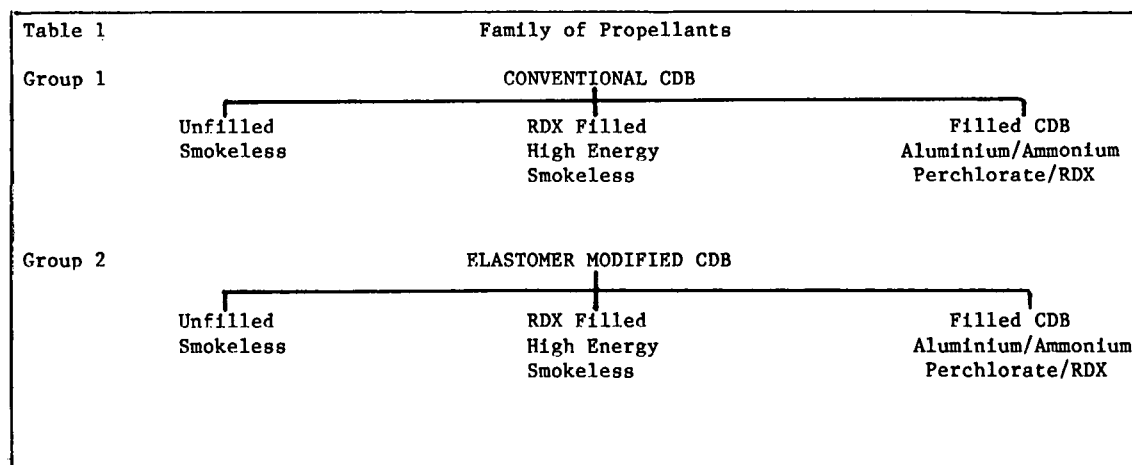 Table 1 Family of Propellants
Group 1 CONVENTIONAL CDB
Unfilled RDX Filled Filled CDB
Smokeless High Energy Aluminium/Ammonium
Smokeless Perchlorate/RDX
Group 2 ELASTOMER MODIFIED CDB
Unfilled RDX Filled Filled CDB
Smokeless High Energy Aluminium/Ammonium
Smokeless Perchlorate/RDX